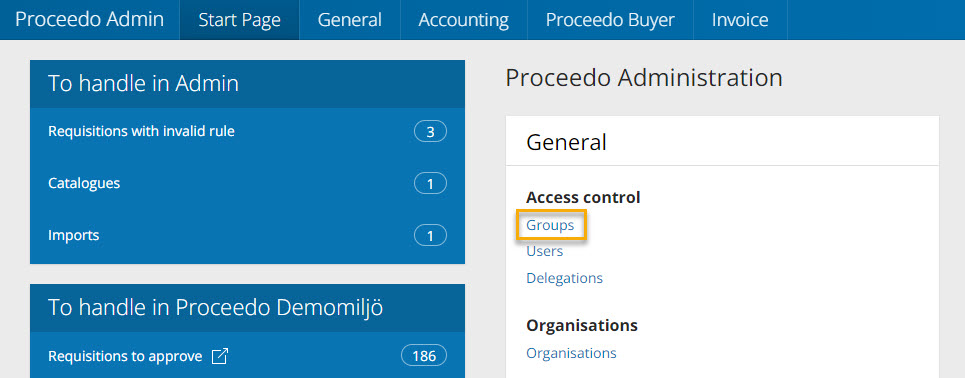 Proceedo Admin Start Page General Accounting Proceedo Buyer Invoice
To handle in Admin
Requisitions with invalid rule 3
Catalogues 1
Imports 1
To handle in Proceedo Demomiljö
Requisitions to approve 186
Proceedo Administration
General
Access control
Groups
Users
Delegations
Organisations
Organisations